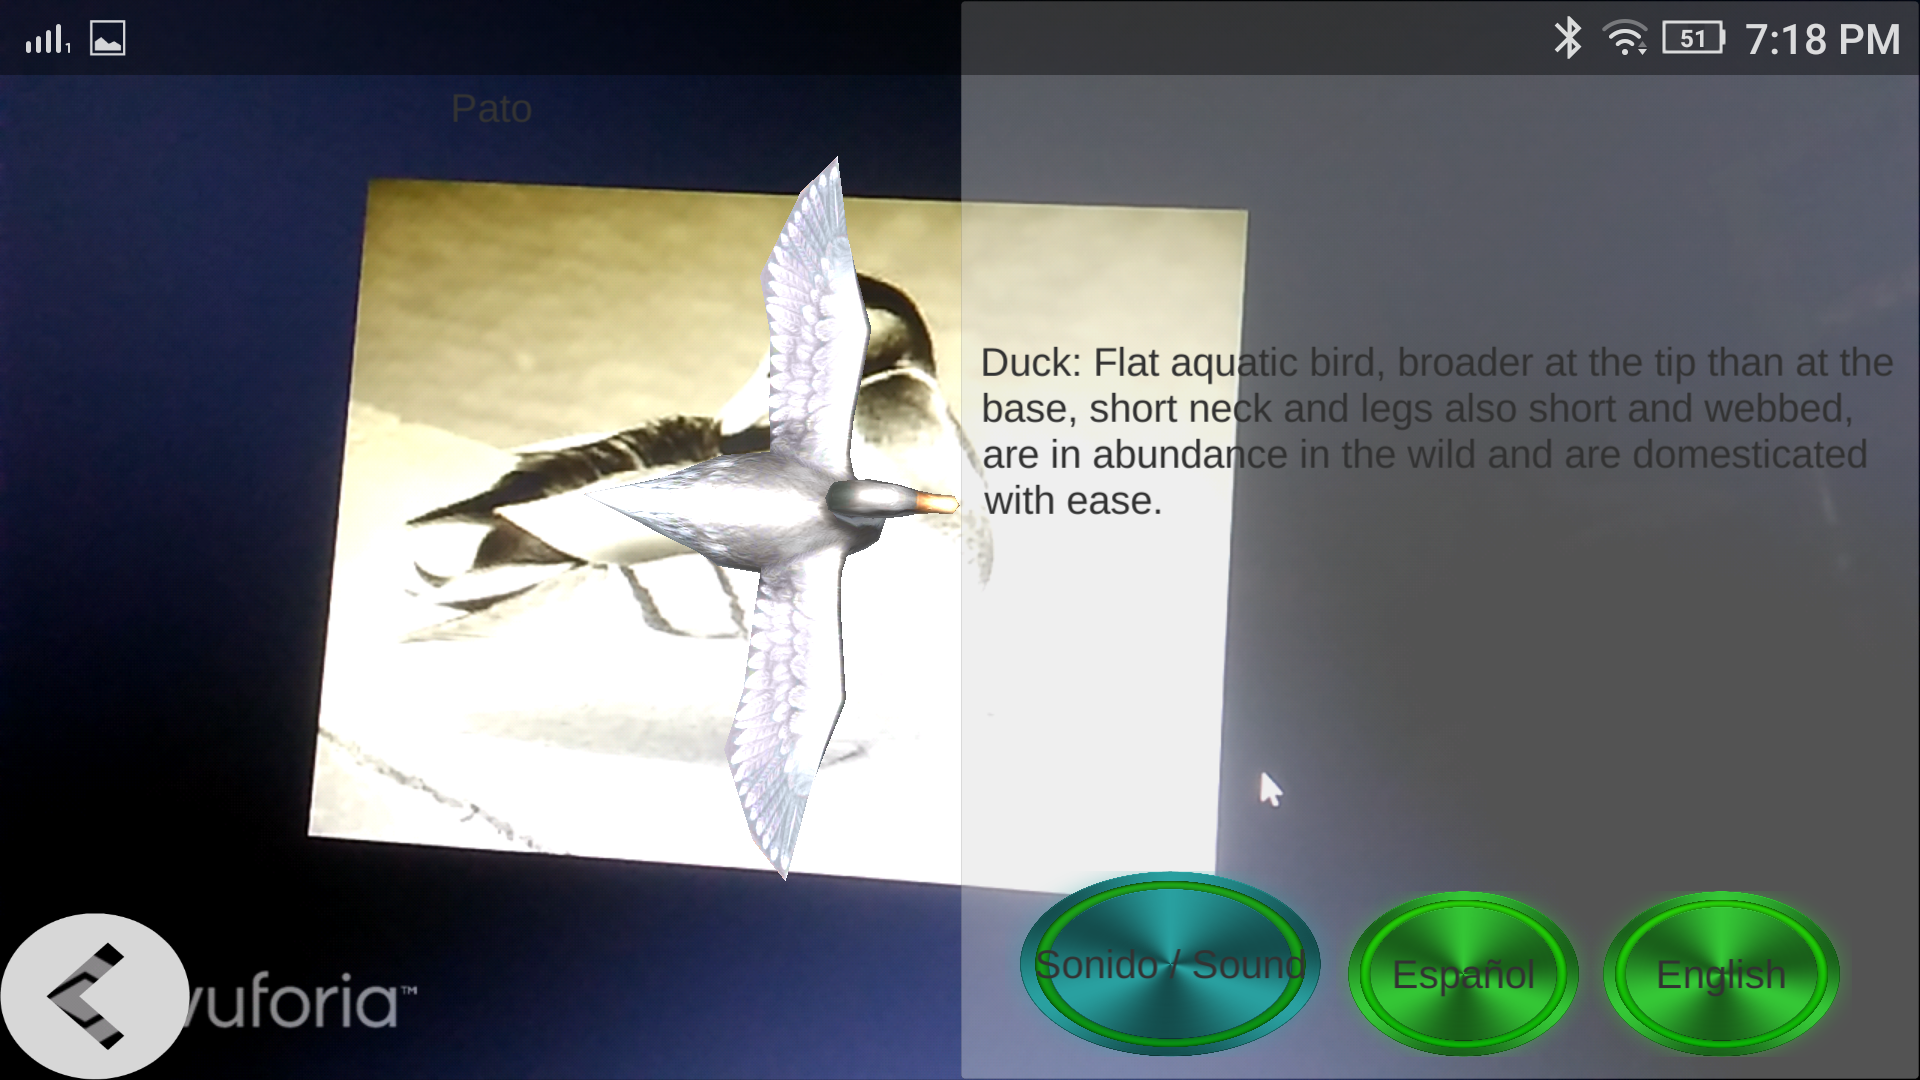 1
51
7:18 PM
Pato
Duck: Flat aquatic bird, broader at the tip than at the
base, short neck and legs also short and webbed,
are in abundance in the wild and are domesticated
with ease.
Sonido / Sound
Español
English
vuforia™